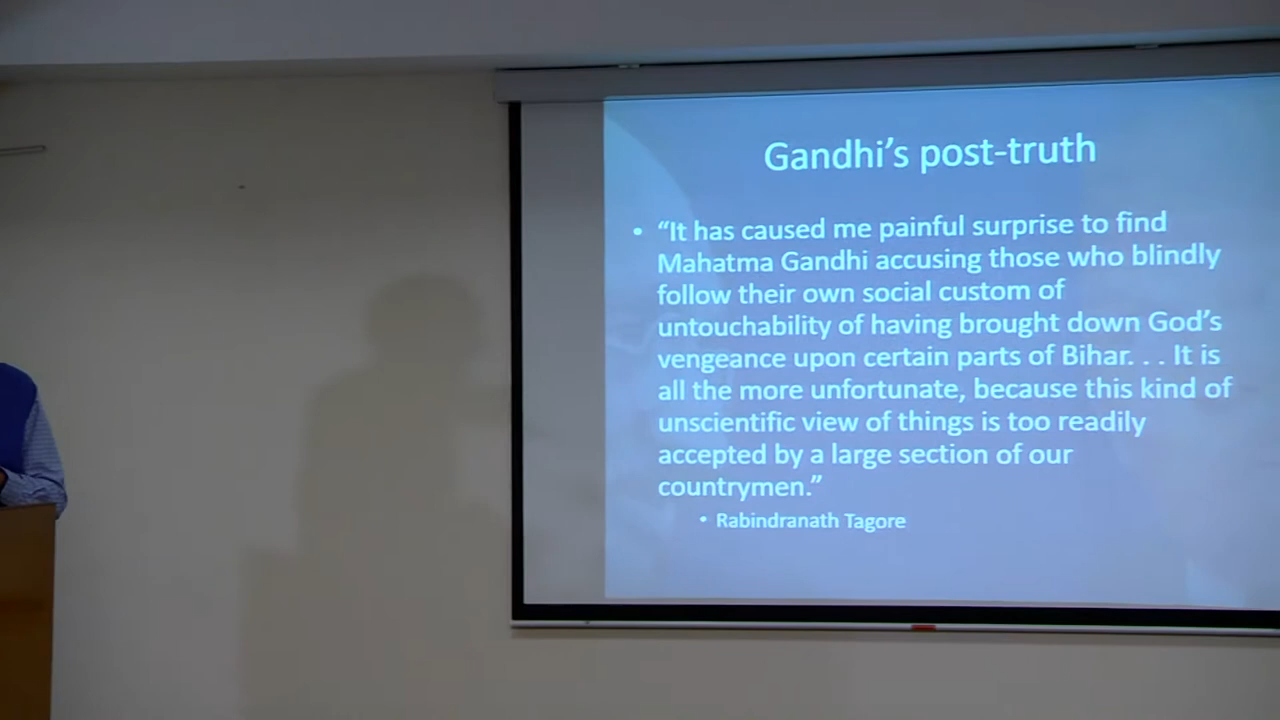 Gandhi's post-truth
• “It has caused me painful surprise to find
Mahatma Gandhi accusing those who blindly
follow their own social custom of
untouchability of having brought down God's
vengeance upon certain parts of Bihar. . . It is
all the more unfortunate, because this kind of
unscientific view of things is too readily
accepted by a large section of our
countrymen.”
• Rabindranath Tagore